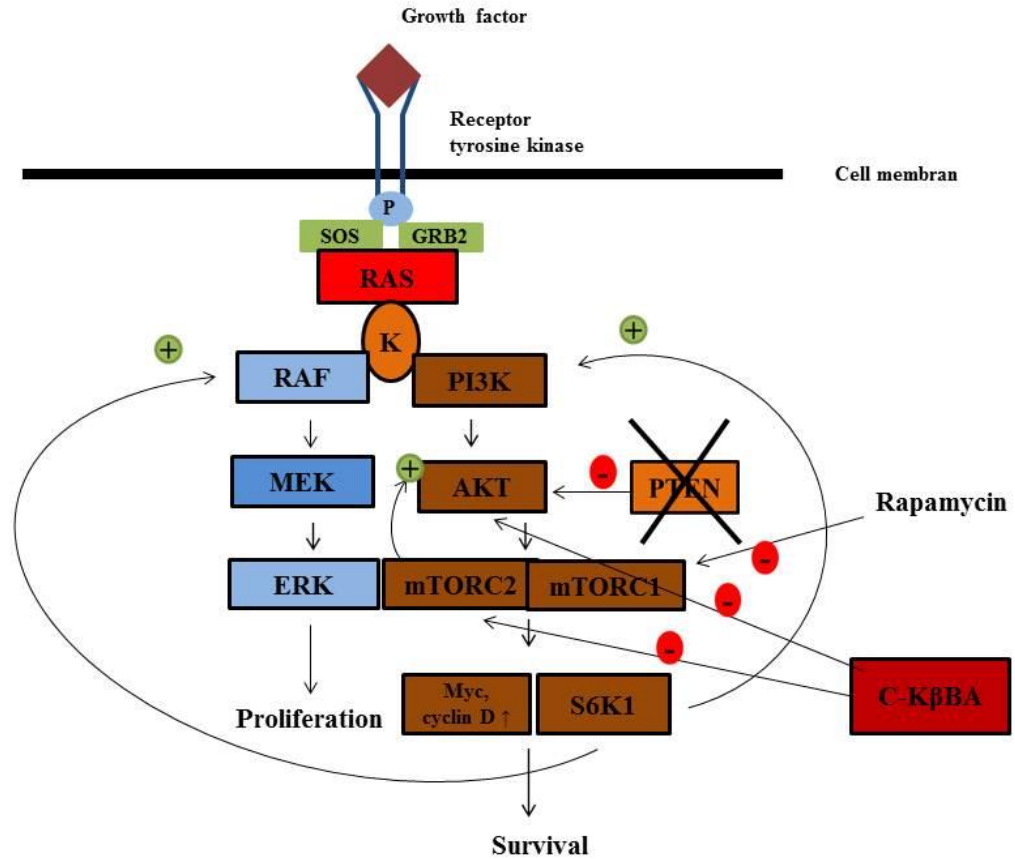 Growth factor
Receptor
tyrosine kinase
Cell membran
P
SOS
GRB2
RAS
K
+
+
RAF
PI3K
MEK
+
AKT
-
PTEN
Rapamycin
-
ERK
mTORC2
mTORC1
-
-
C-KβBA
Myc,
cyclin D ↑
S6K1
Proliferation
Survival